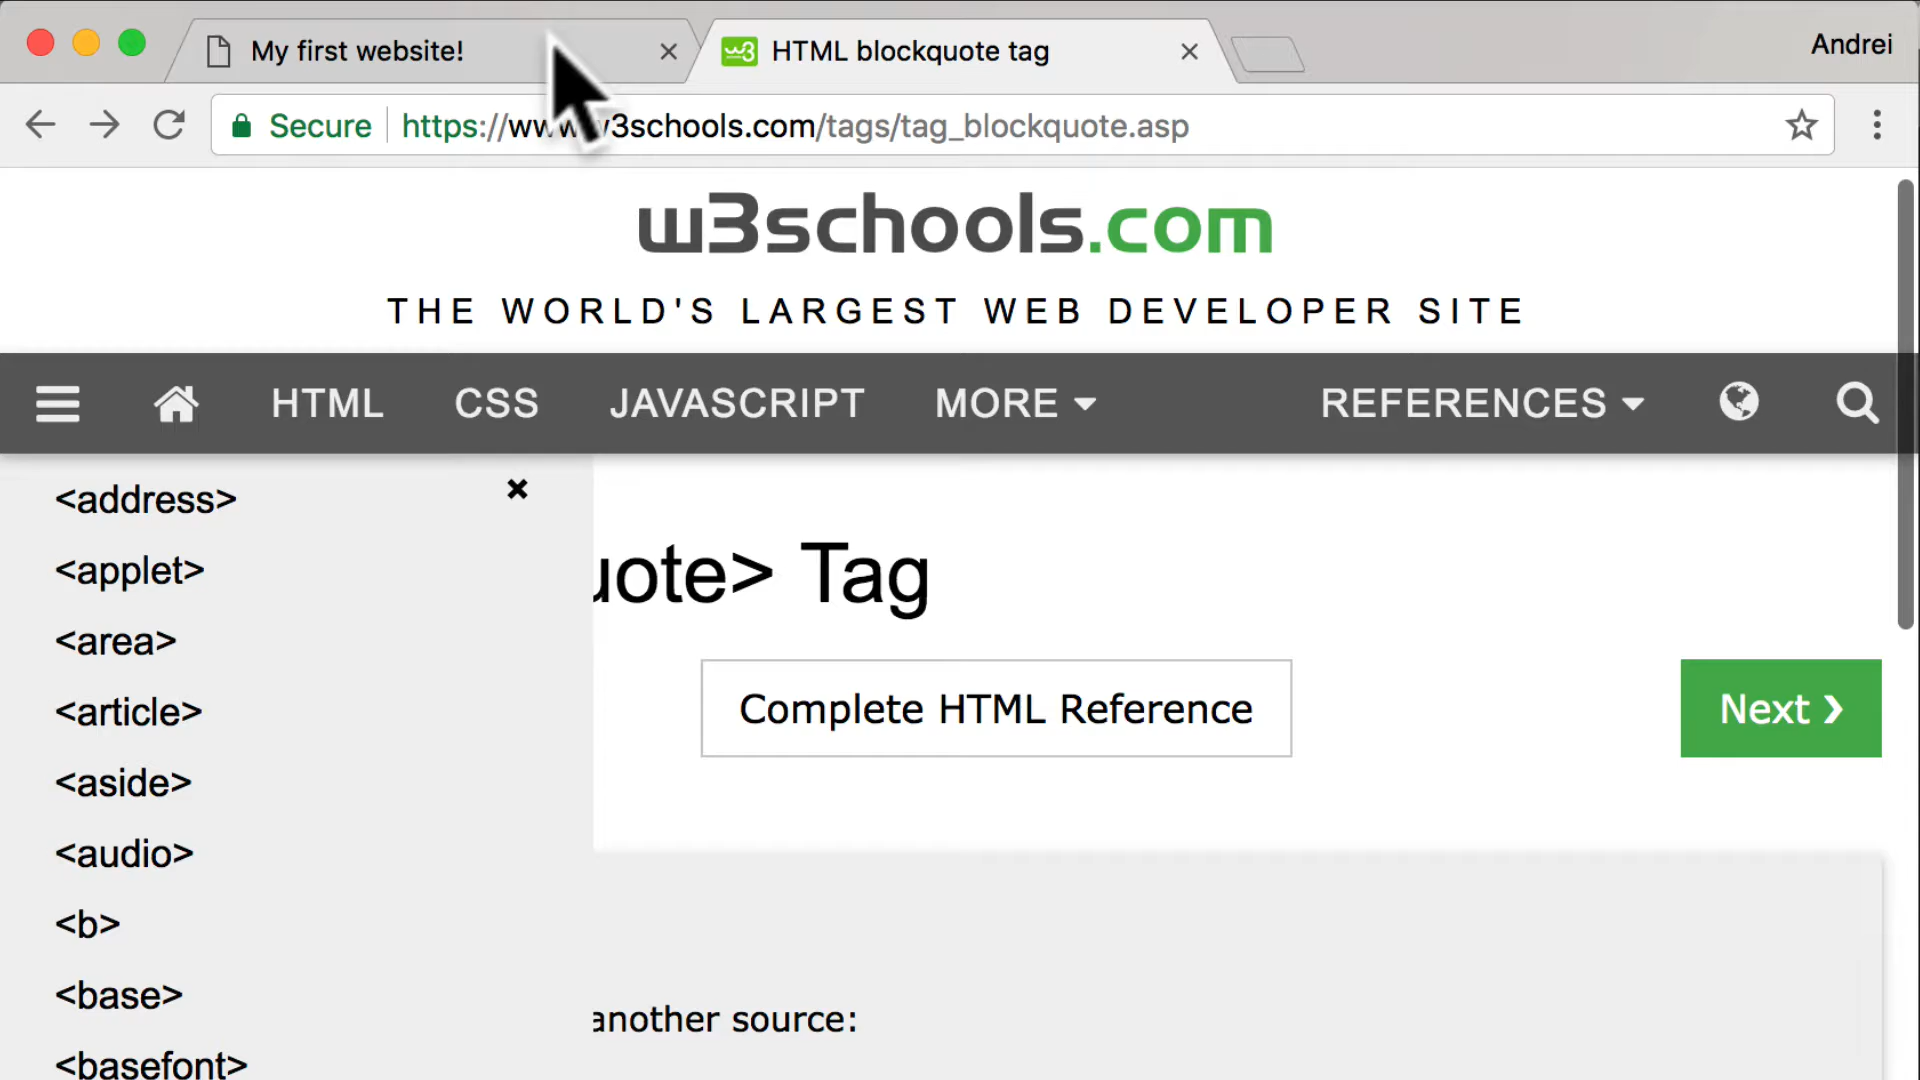 My first website!
HTML blockquote tag
Andrei
Secure
https://www.w3schools.com/tags/tag_blockquote.asp
w3schools.com
THE WORLD'S LARGEST WEB DEVELOPER SITE
HTML CSS JAVASCRIPT MORE REFERENCES
<address>
<applet>
<area>
<article>
<aside>
<audio>
<b>
<base>
<basefont>
uote> Tag
Complete HTML Reference
Next ❯
another source: